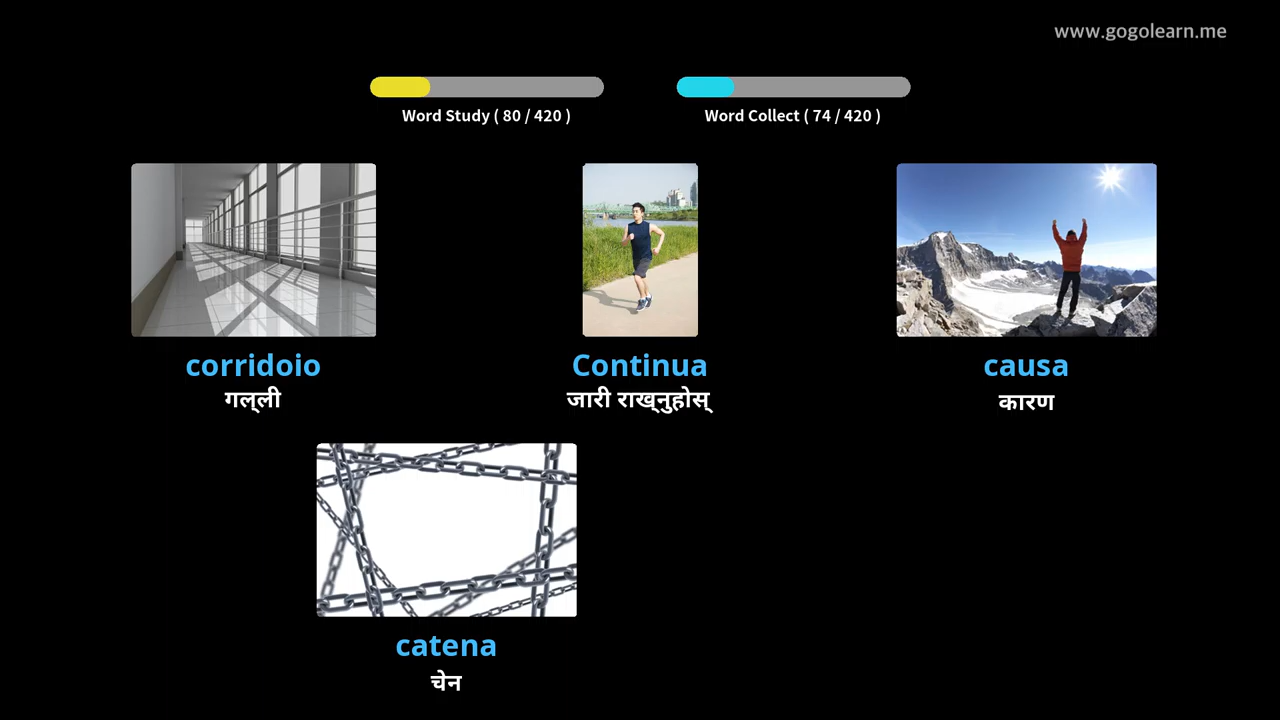 www.gogolearn.me
Word Study ( 80 / 420 )
Word Collect ( 74 / 420 )
corridoio
गल्ली
Continua
जारी राख्नुहोस्
causa
कारण
catena
चेन